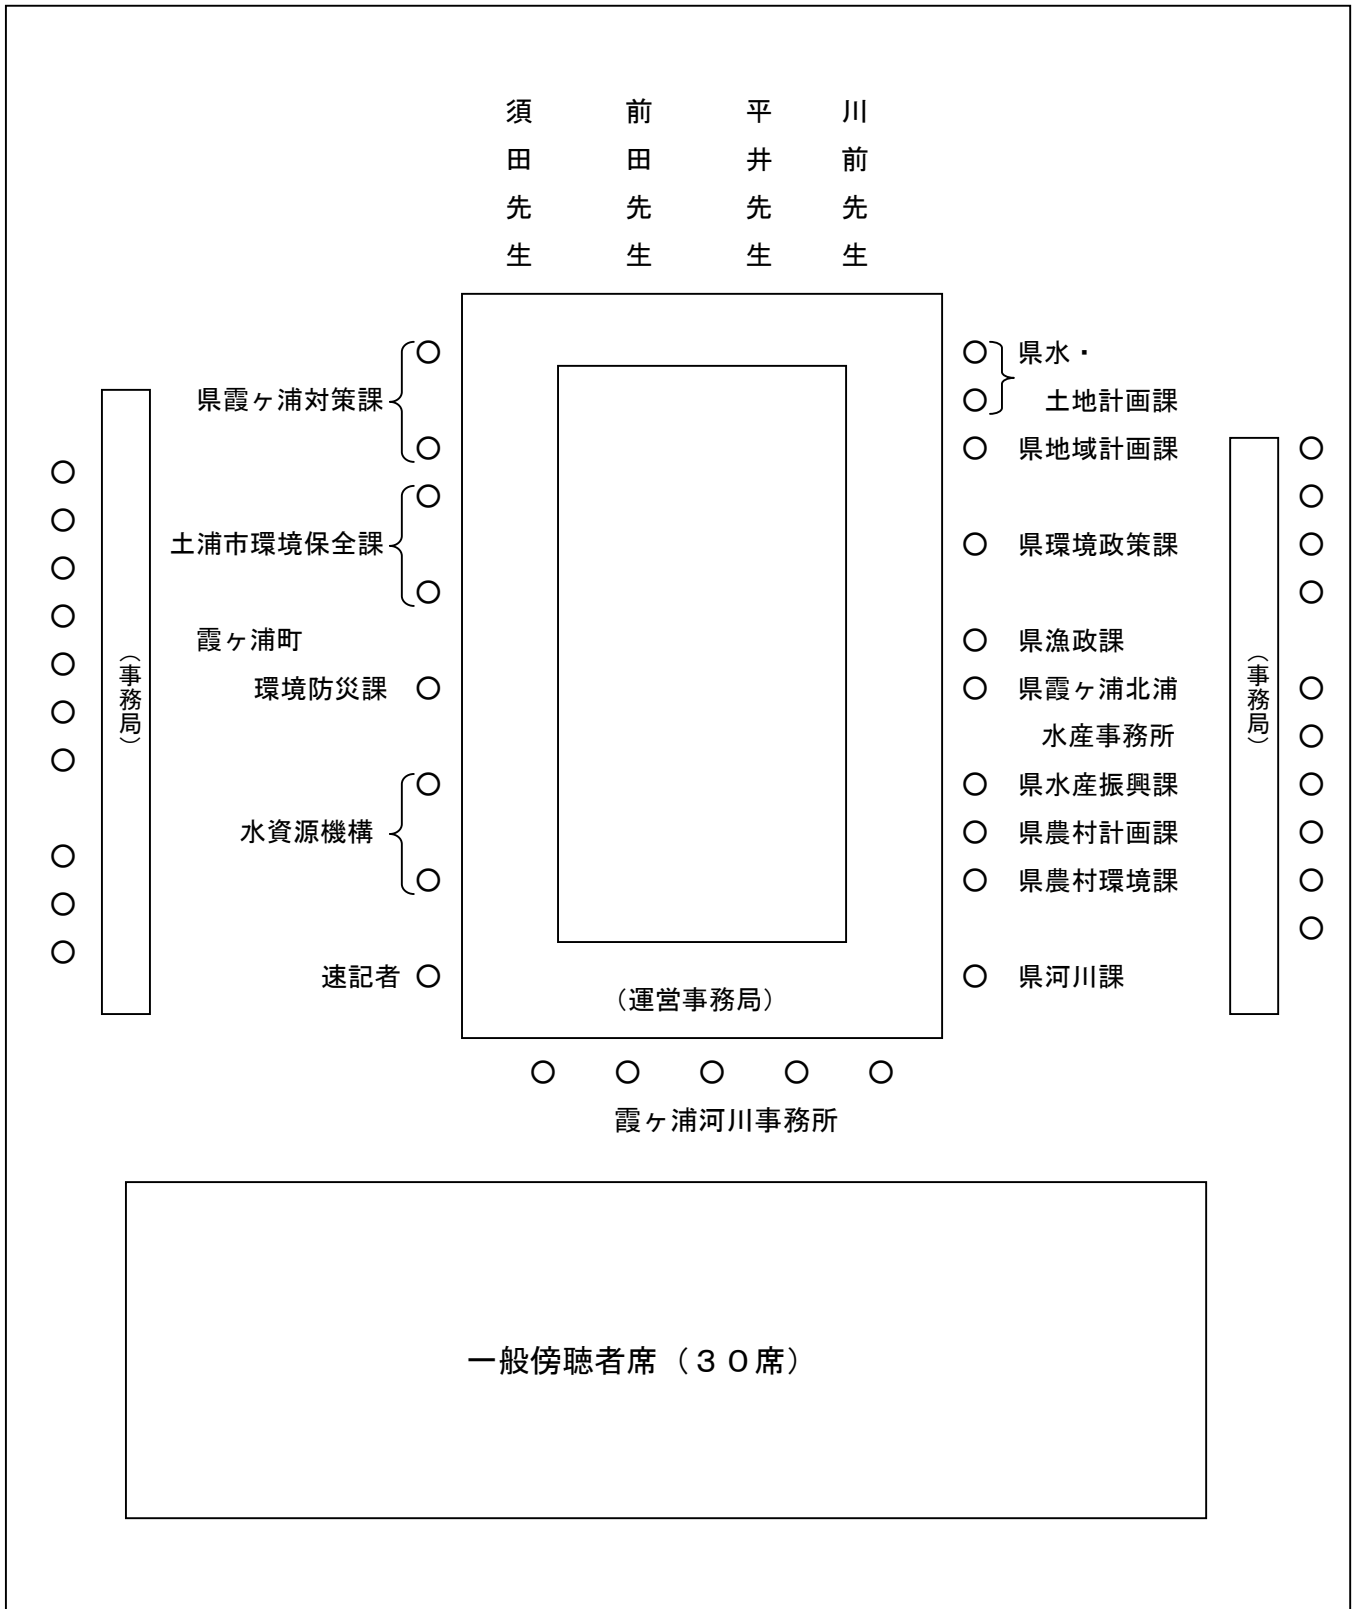 須田先生
前田先生
平井先生
川前先生
県霞ヶ浦対策課
土浦市環境保全課
霞ヶ浦町
環境防災課
水資源機構
速記者
（事務局）
県水・
土地計画課
県地域計画課
県環境政策課
県漁政課
県霞ヶ浦北浦
水産事務所
県水産振興課
県農村計画課
県農村環境課
県河川課
（事務局）
（運営事務局）
霞ヶ浦河川事務所
一般傍聴者席（３０席）